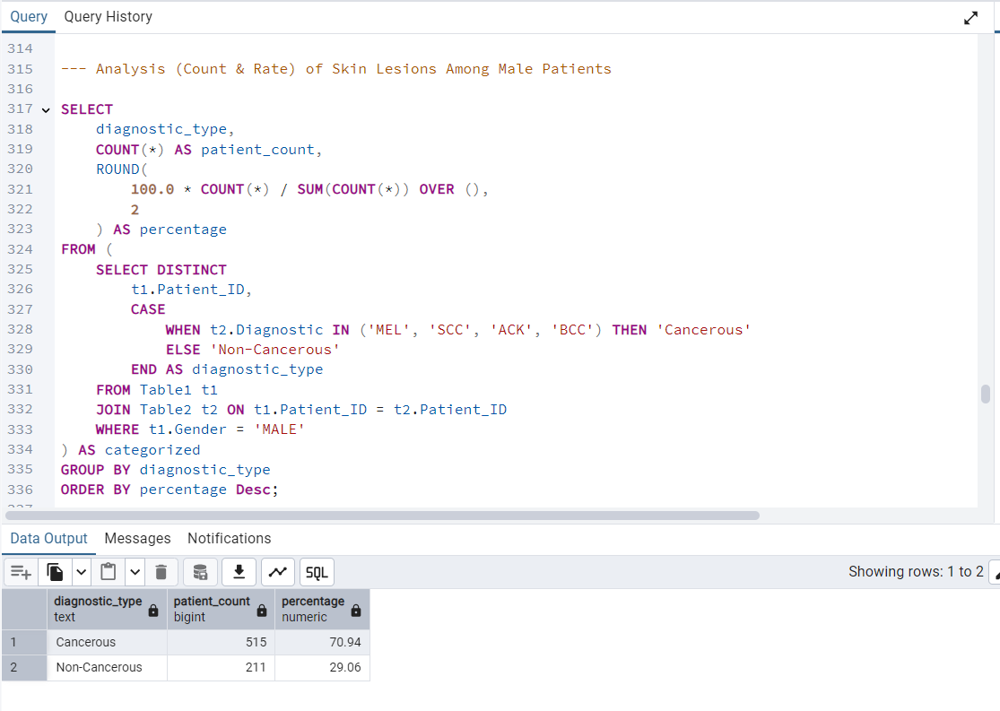 Query Query History
314
315 --- Analysis (Count & Rate) of Skin Lesions Among Male Patients
316
317 SELECT
318 diagnostic_type,
319 COUNT(*) AS patient_count,
320 ROUND(
321 100.0 * COUNT(*) / SUM(COUNT(*)) OVER (),
322 2
323 ) AS percentage
324 FROM (
325 SELECT DISTINCT
326 t1.Patient_ID,
327 CASE
328 WHEN t2.Diagnostic IN ('MEL', 'SCC', 'ACK', 'BCC') THEN 'Cancerous'
329 ELSE 'Non-Cancerous'
330 END AS diagnostic_type
331 FROM Table1 t1
332 JOIN Table2 t2 ON t1.Patient_ID = t2.Patient_ID
333 WHERE t1.Gender = 'MALE'
334 ) AS categorized
335 GROUP BY diagnostic_type
336 ORDER BY percentage Desc;
Data Output Messages Notifications
SQL Showing rows: 1 to 2
diagnostic_type patient_count percentage
text bigint numeric
1 Cancerous 515 70.94
2 Non-Cancerous 211 29.06